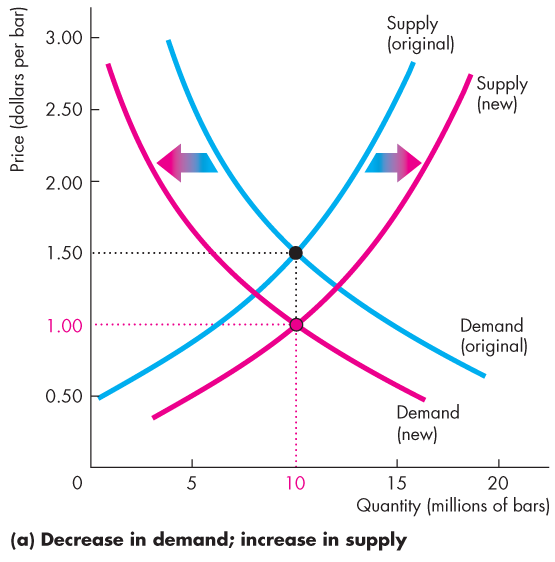 Price (dollars per bar)
3.00
2.50
2.00
1.50
1.00
0.50
0
5
10
15
20
Quantity (millions of bars)
Supply
(original)
Supply
(new)
Demand
(original)
Demand
(new)
(a) Decrease in demand; increase in supply